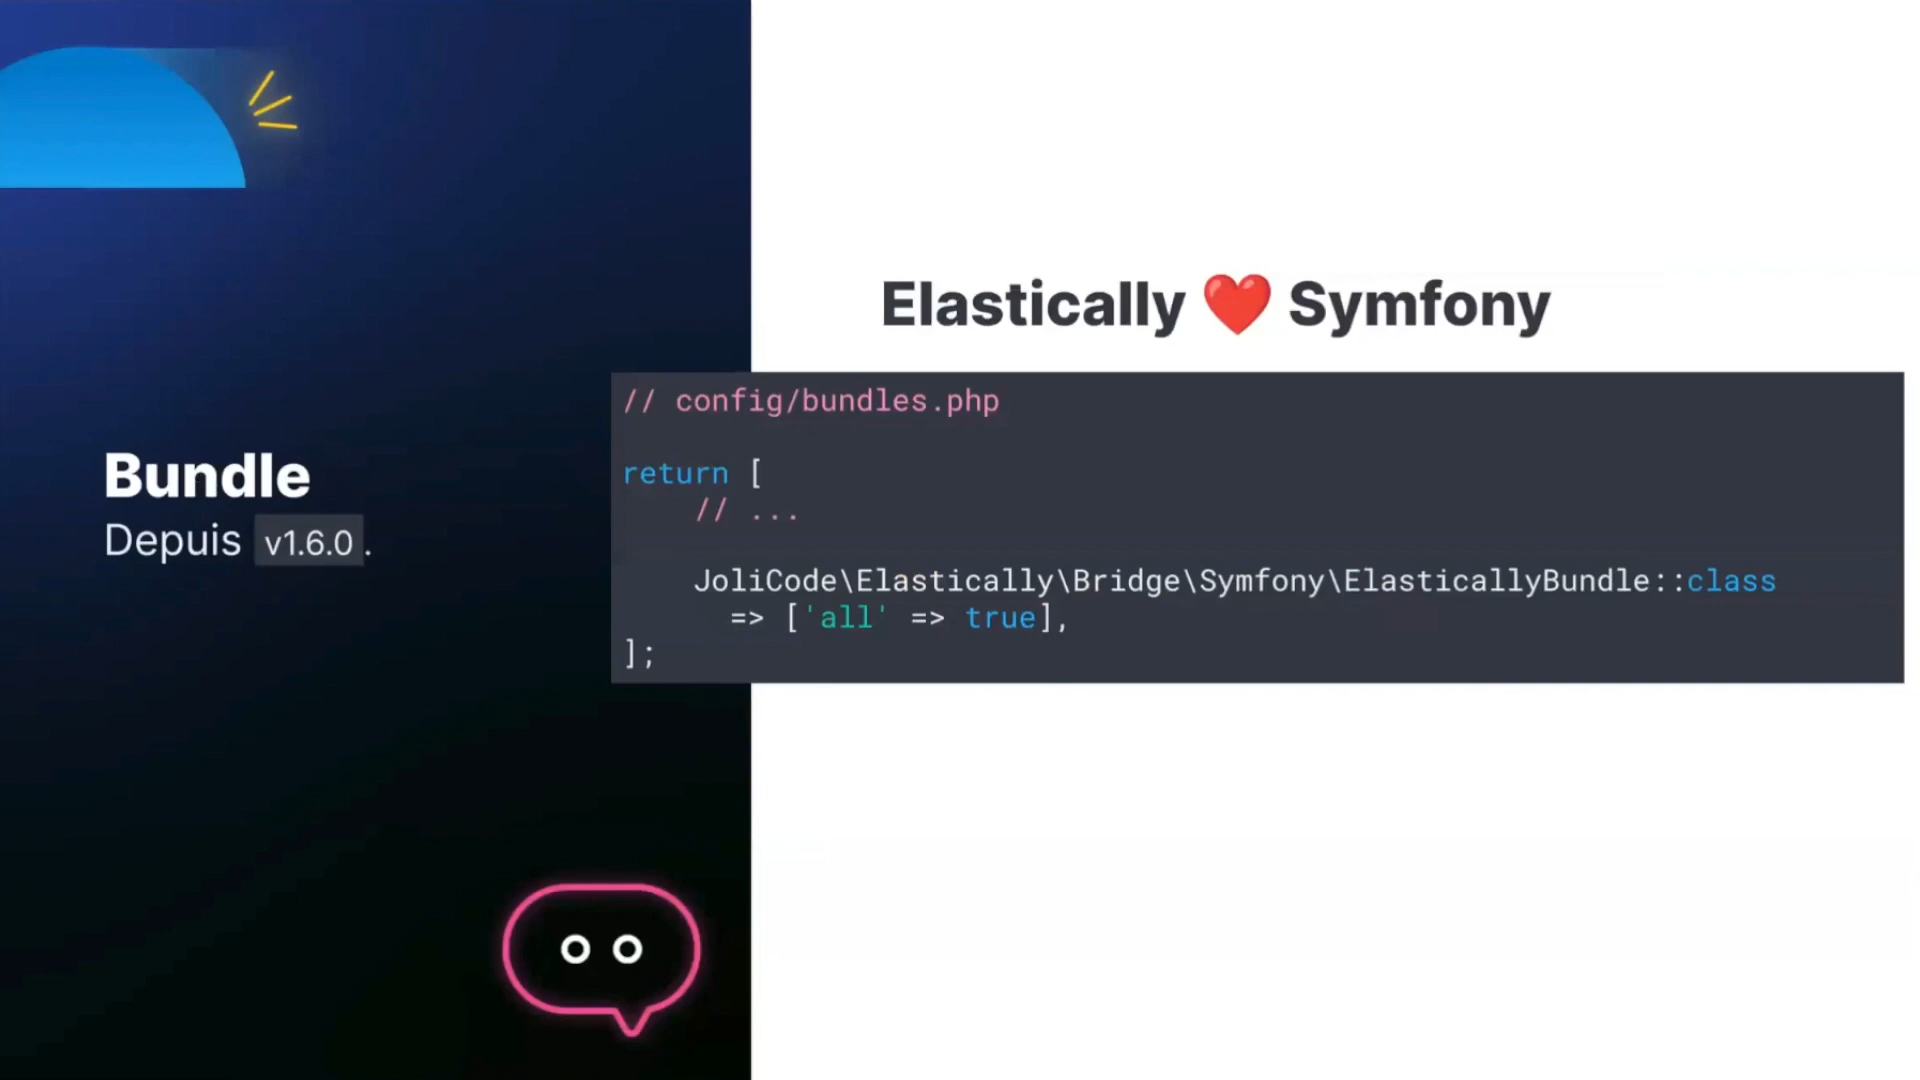 Bundle
Depuis v1.6.0.
Elastically ❤️ Symfony
// config/bundles.php
return [
    // ...
    JoliCode\Elastically\Bridge\Symfony\ElasticallyBundle::class
      => ['all' => true],
];